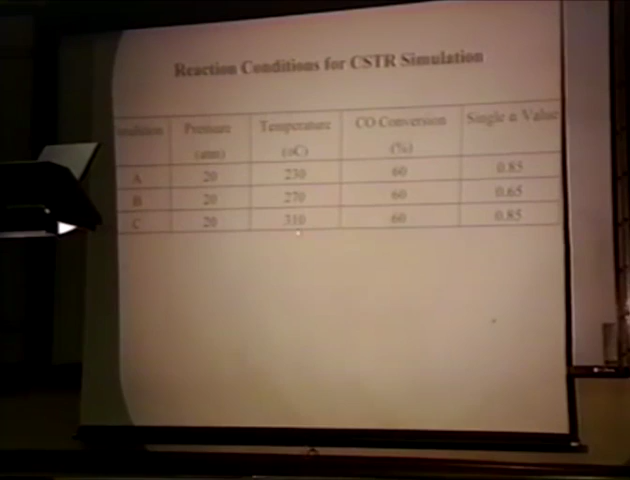 Reaction Conditions for CSTR Simulation
Pressure Temperature CO Conversion Single α Value
(atm) (oC) (%)
A 20 230 60 0.85
B 20 270 60 0.65
C 20 310 60 0.85